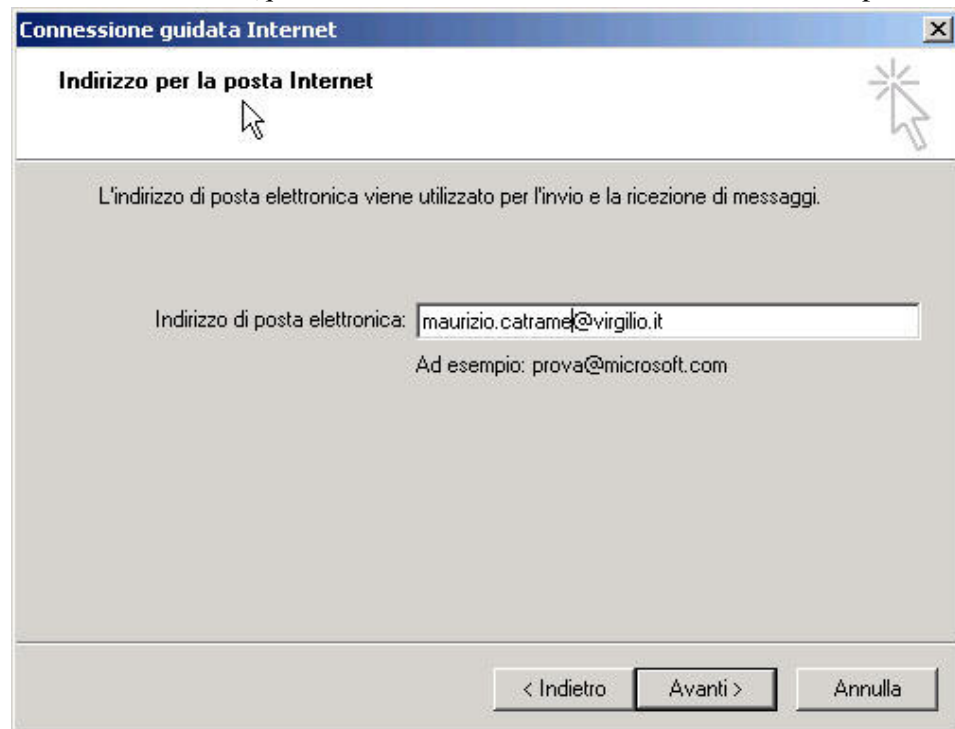 Connessione guidata Internet
Indirizzo per la posta Internet
L'indirizzo di posta elettronica viene utilizzato per l'invio e la ricezione di messaggi.
Indirizzo di posta elettronica: maurizio.catrame@virgilio.it
Ad esempio: prova@microsoft.com
< Indietro Avanti > Annulla